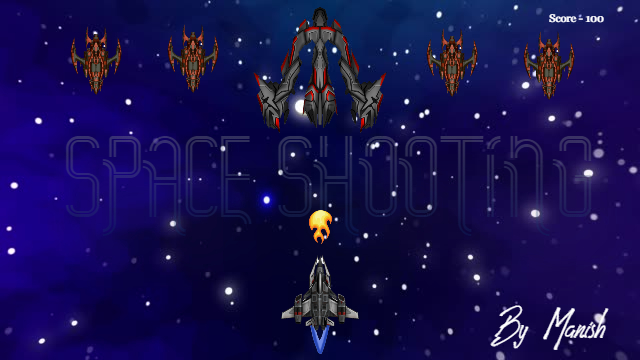 Score - 100
SPACE SHOOTING
By Manish